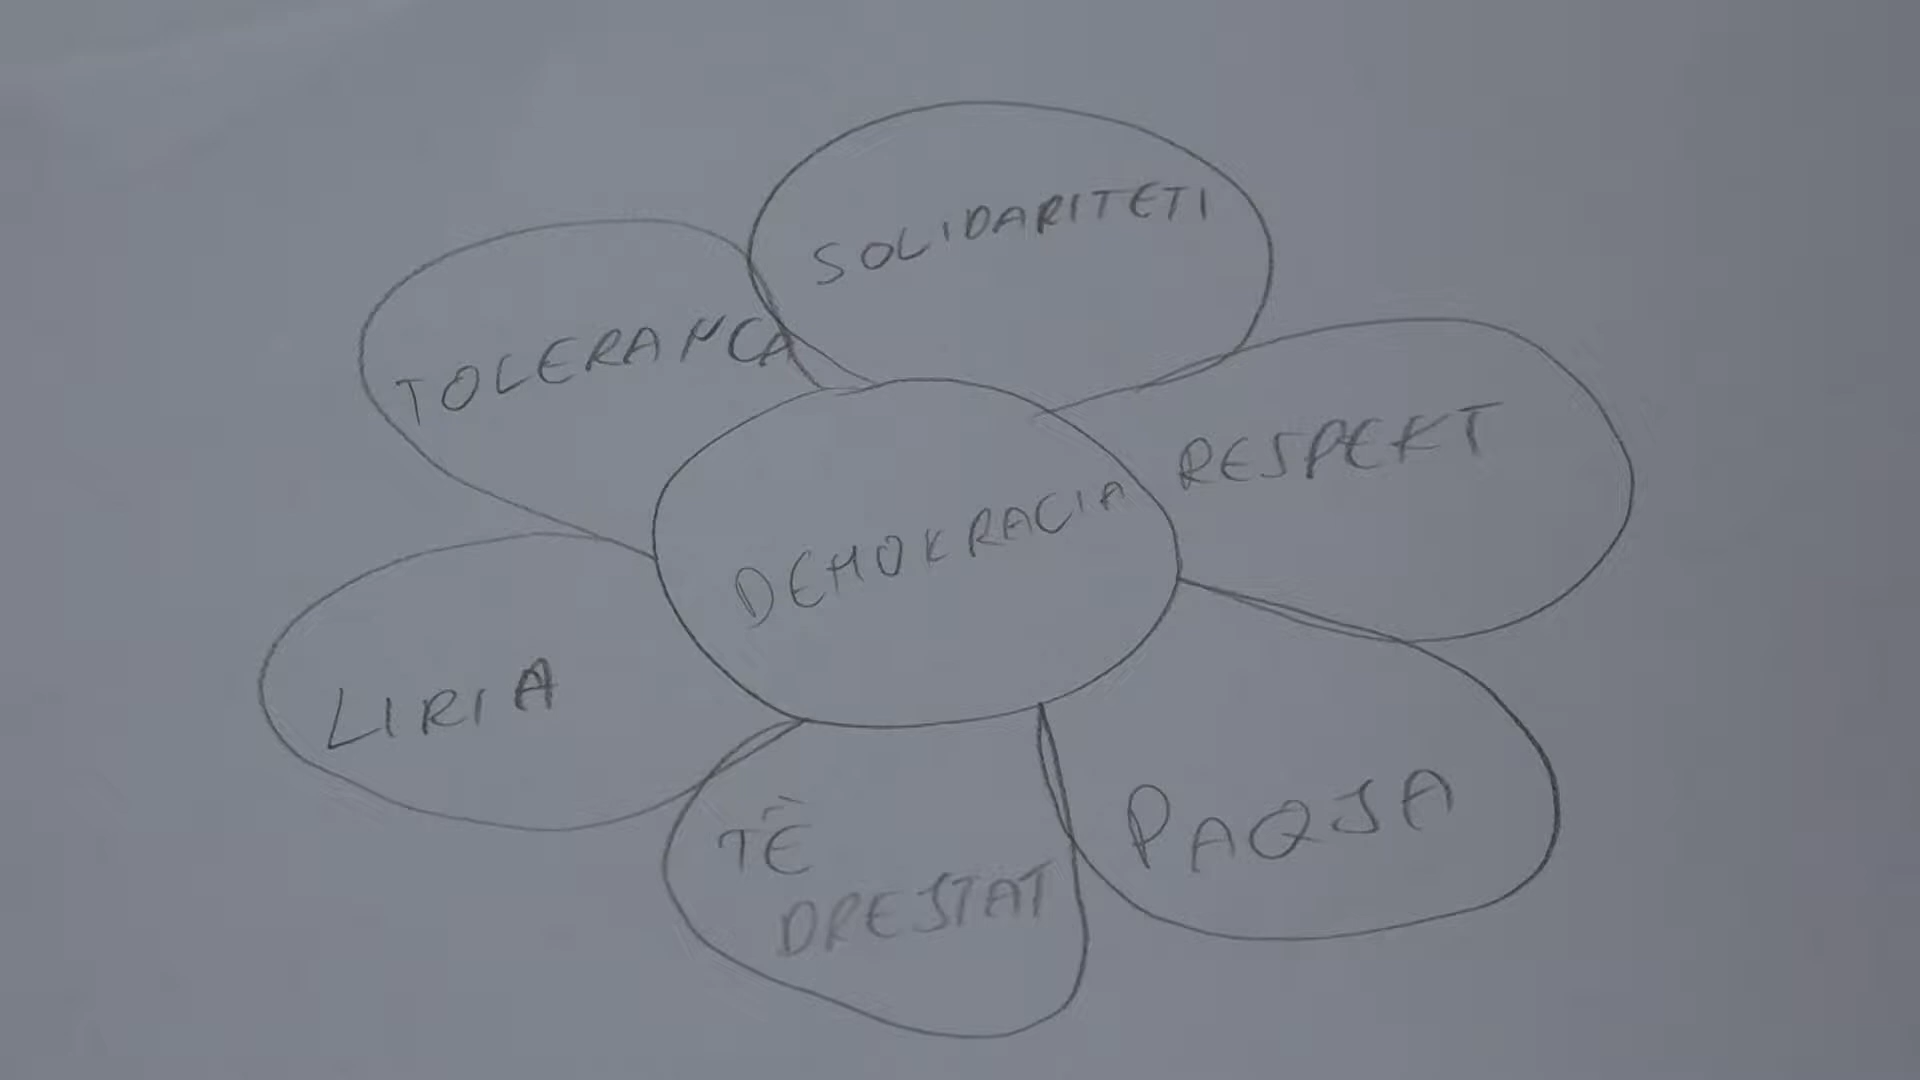 SOLIDARITETI
TOLERANCA
RESPEKT
DEMOKRACIA
LIRIA
PAQJA
TË
DREJTAT